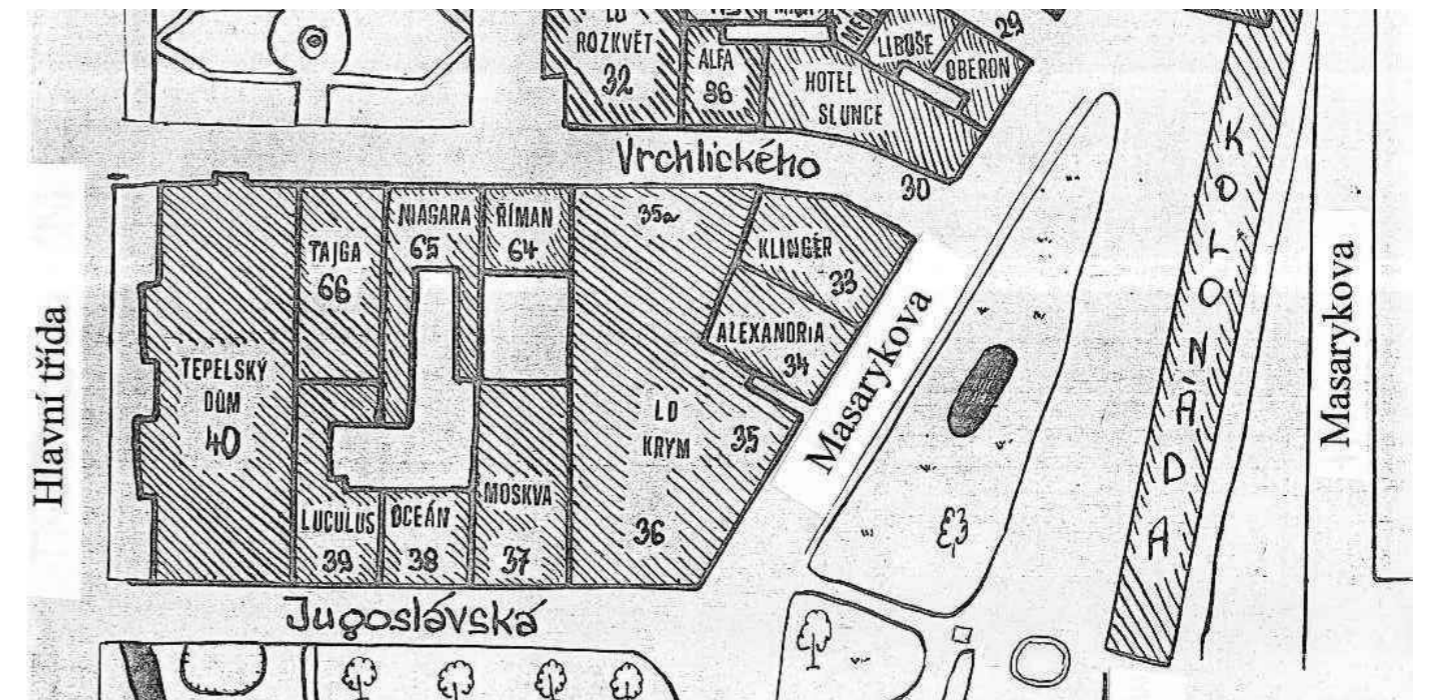 LD
ROZKVĚT
32
ALFA
86
LIBUŠE
29
OBERON
HOTEL
SLUNCE
Vrchlického
30
KOLONÁDA
Hlavní třída
TEPELSKÝ
DŮM
40
TAJGA
66
NIAGARA
65
ŘÍMAN
64
35a
KLINGER
33
ALEXANDRIA
34
LD
KRYM
35
36
Masarykova
Masarykova
LUCULUS
39
OCEÁN
38
MOSKVA
37
Jugoslávská